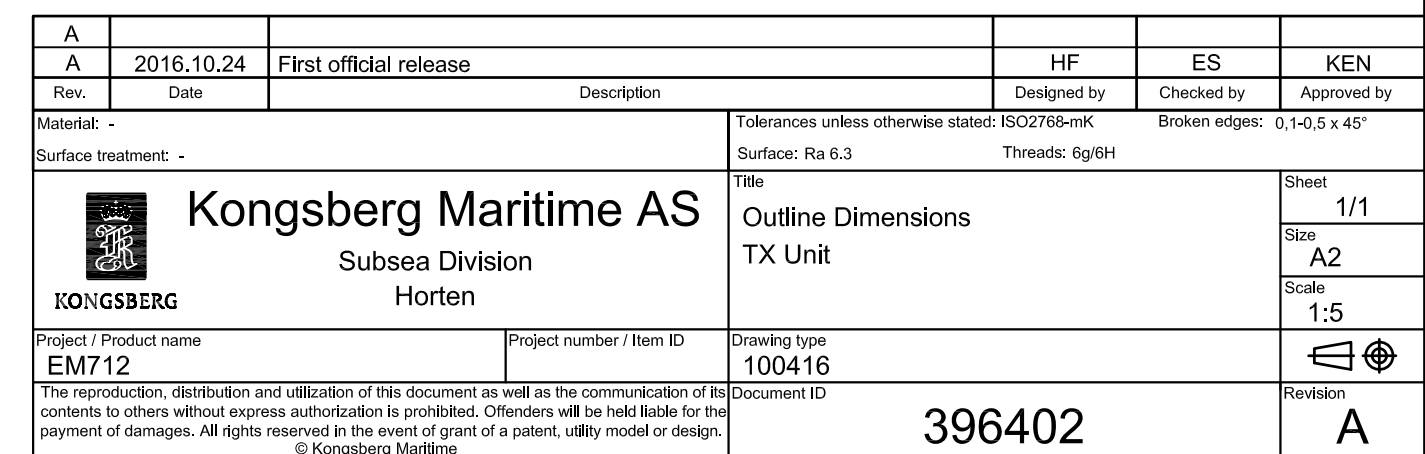 A
A 2016.10.24 First official release HF ES KEN
Rev. Date Description Designed by Checked by Approved by
Material: - Tolerances unless otherwise stated: ISO2768-mK Broken edges: 0,1-0,5 x 45°
Surface treatment: - Surface: Ra 6.3 Threads: 6g/6H
Kongsberg Maritime AS
Subsea Division
Horten
KONGSBERG
Title
Outline Dimensions
TX Unit
Sheet
1/1
Size
A2
Scale
1:5
Project / Product name
EM712
Project number / Item ID
Drawing type
100416
The reproduction, distribution and utilization of this document as well as the communication of its
contents to others without express authorization is prohibited. Offenders will be held liable for the
payment of damages. All rights reserved in the event of grant of a patent, utility model or design.
© Kongsberg Maritime
Document ID
396402
Revision
A